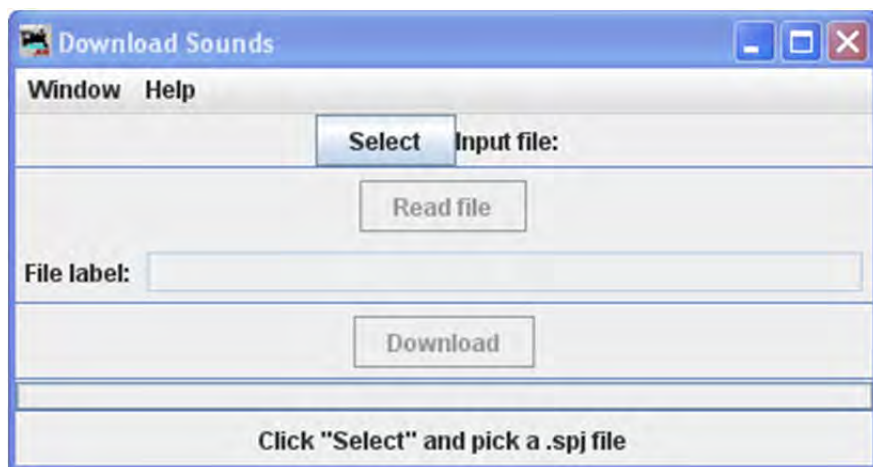 Download Sounds
Window Help
Select Input file:
Read file
File label:
Download
Click "Select" and pick a .spj file